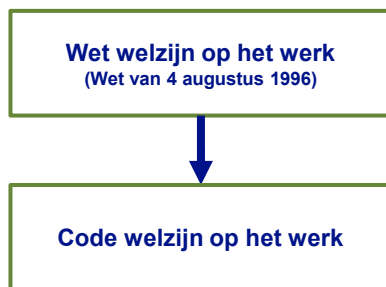 Wet welzijn op het werk
(Wet van 4 augustus 1996)
Code welzijn op het werk